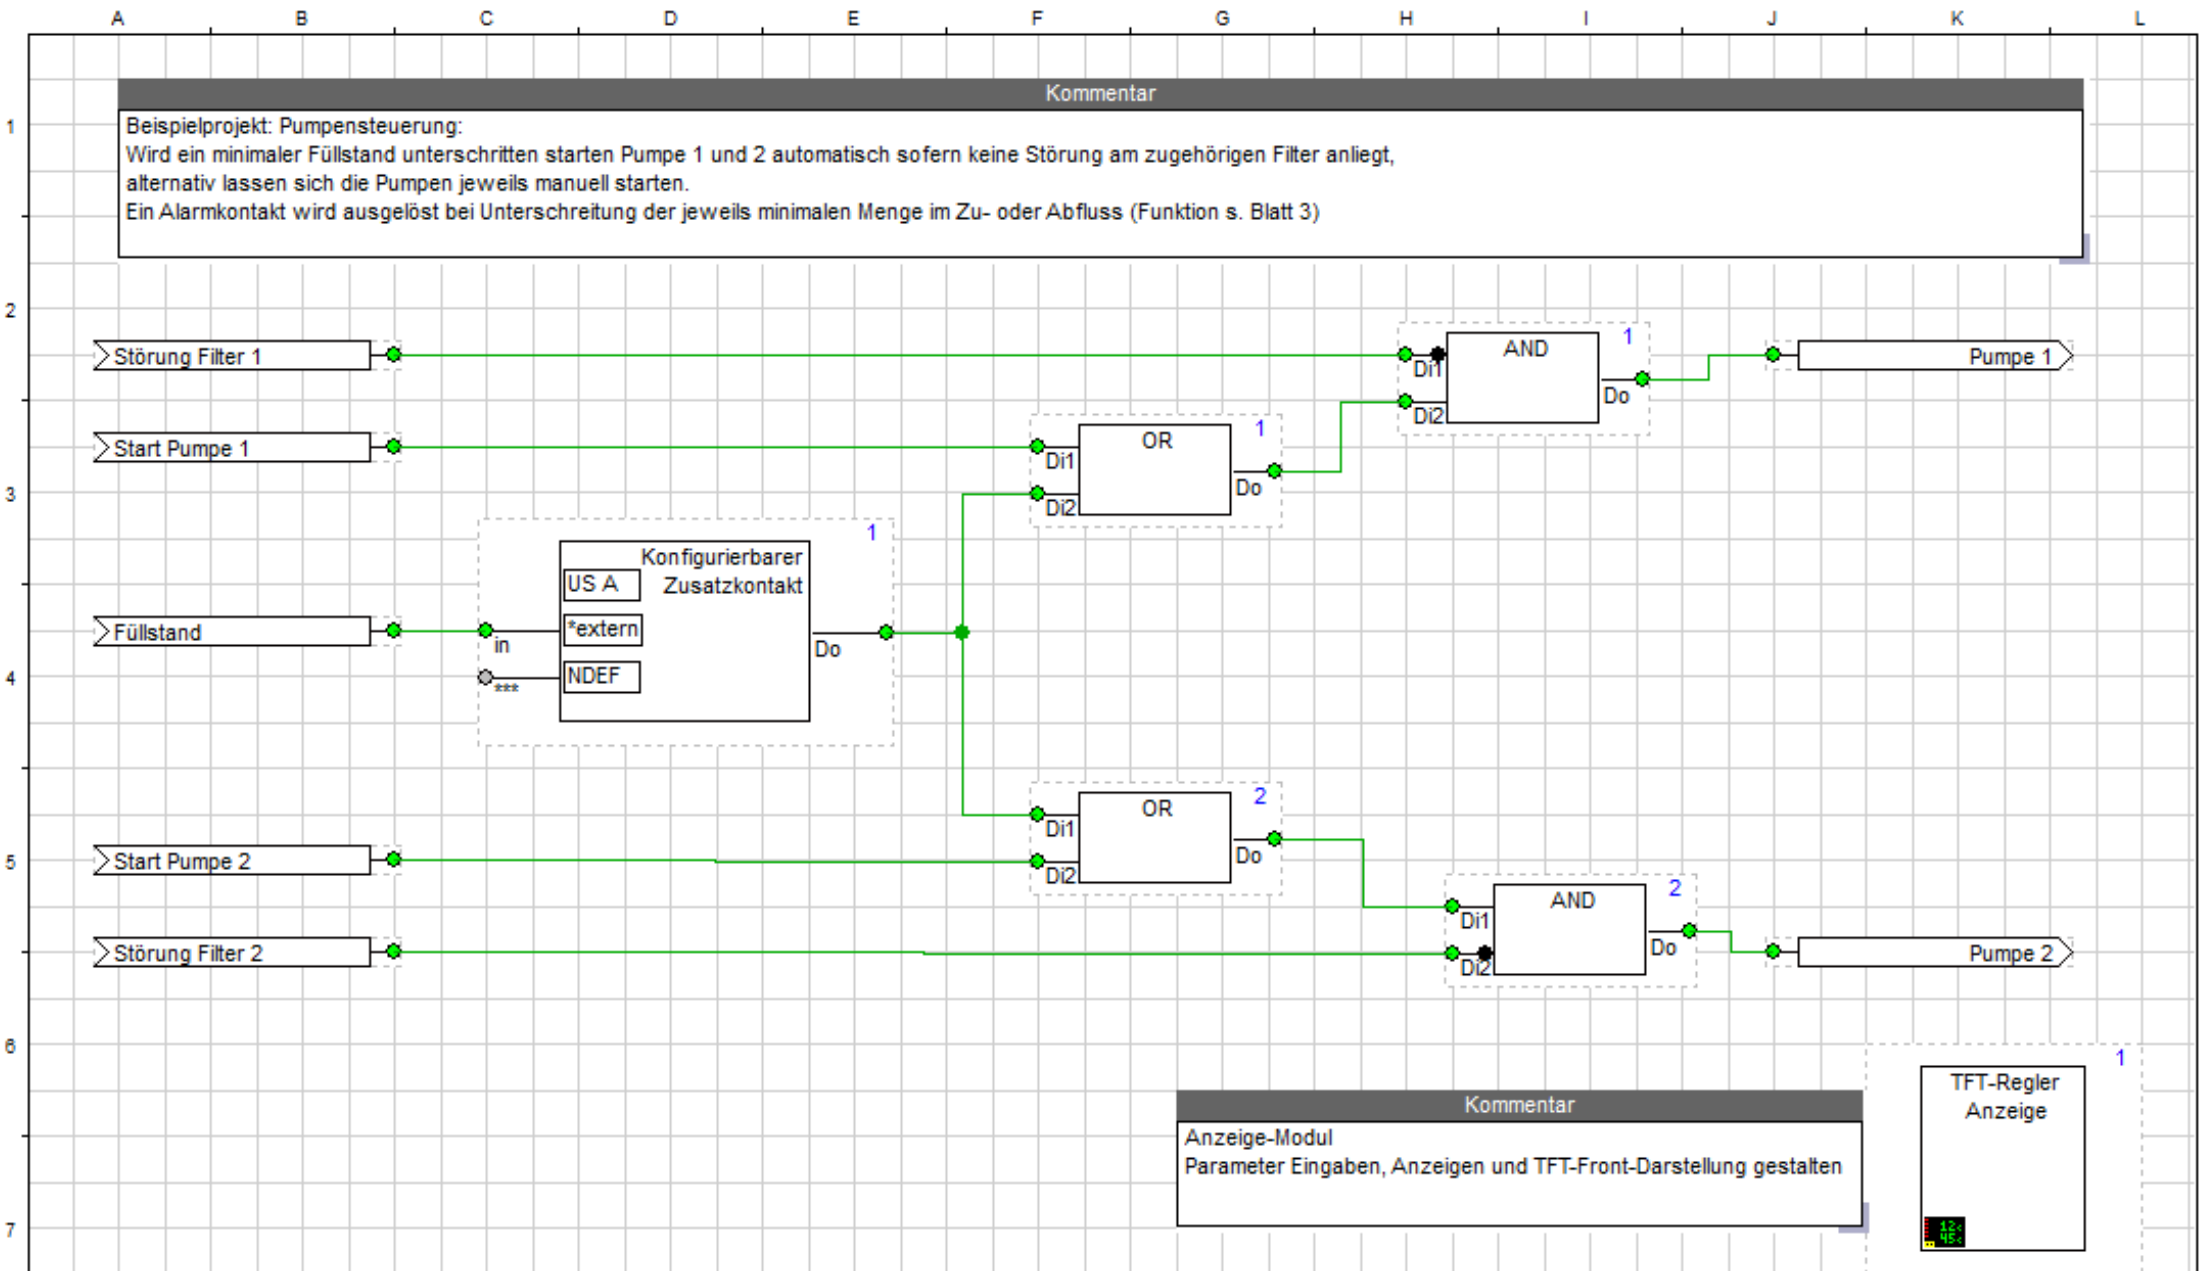 A B C D E F G H I J K L
Kommentar
1
Beispielprojekt: Pumpensteuerung:
Wird ein minimaler Füllstand unterschritten starten Pumpe 1 und 2 automatisch sofern keine Störung am zugehörigen Filter anliegt,
alternativ lassen sich die Pumpen jeweils manuell starten.
Ein Alarmkontakt wird ausgelöst bei Unterschreitung der jeweils minimalen Menge im Zu- oder Abfluss (Funktion s. Blatt 3)
2
Störung Filter 1
1
AND
Di1
Di2
Do
Pumpe 1
Start Pumpe 1
1
OR
Di1
Di2
Do
3
1
Konfigurierbarer
Zusatzkontakt
US A
*extern
NDEF
Füllstand
in
***
Do
4
2
OR
Di1
Di2
Do
Start Pumpe 2
5
2
AND
Di1
Di2
Do
Störung Filter 2
Pumpe 2
6
1
TFT-Regler
Anzeige
Kommentar
Anzeige-Modul
Parameter Eingaben, Anzeigen und TFT-Front-Darstellung gestalten
7
12
45